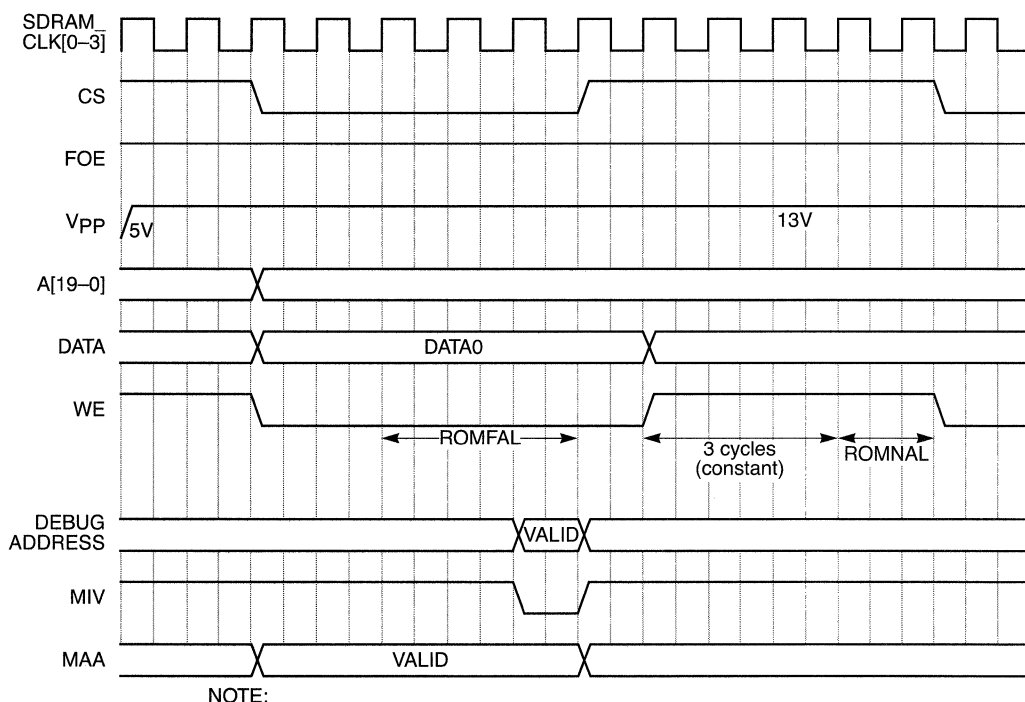 SDRAM_
CLK[0–3]
CS
FOE
VPP
5V
13V
A[19–0]
DATA
DATA0
WE
ROMFAL
3 cycles
(constant)
ROMNAL
DEBUG
ADDRESS
VALID
MIV
MAA
VALID
NOTE: